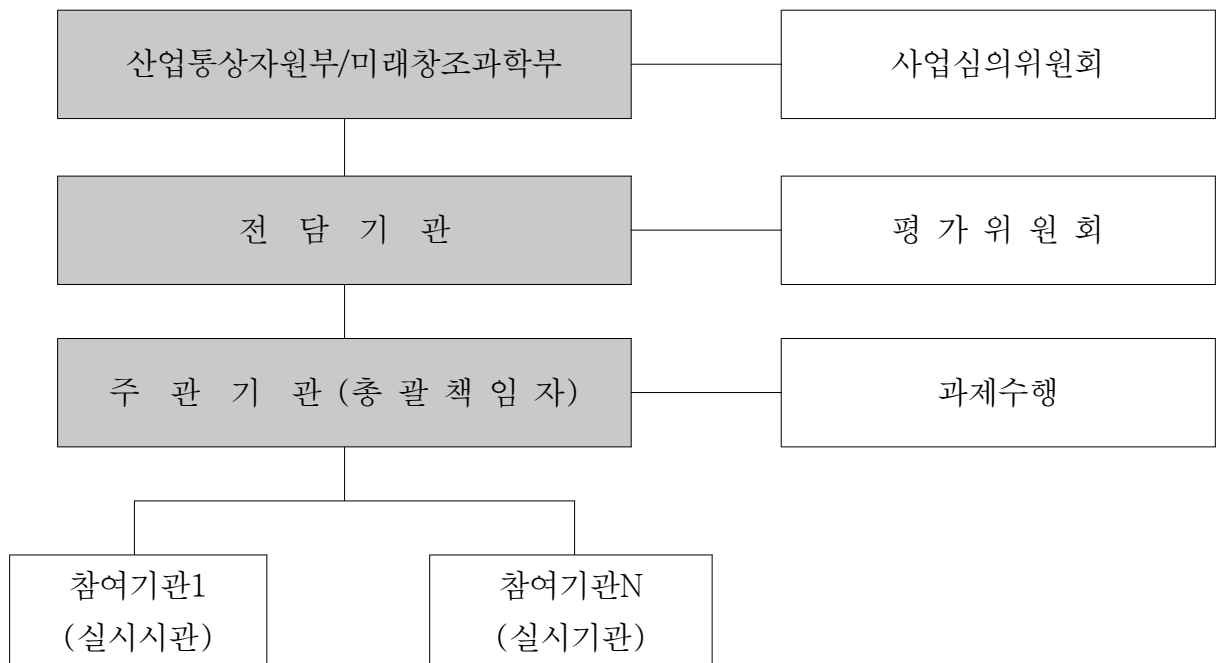 산업통상자원부/미래창조과학부
사업심의위원회
전 담 기 관
평 가 위 원 회
주 관 기 관 (총 괄 책 임 자)
과제수행
참여기관1
(실시시관)
참여기관N
(실시기관)